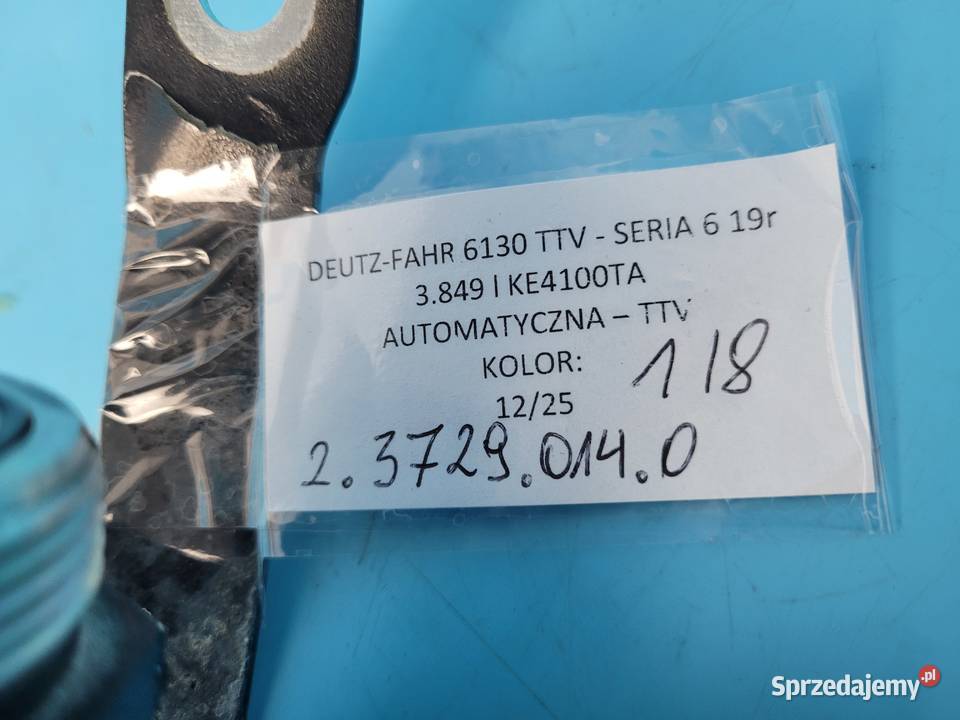 DEUTZ-FAHR 6130 TTV - SERIA 6 19r
3.849 l KE4100TA
AUTOMATYCZNA – TTV
KOLOR:
118
12/25
2.3729.014.0
Sprzedajemy.pl